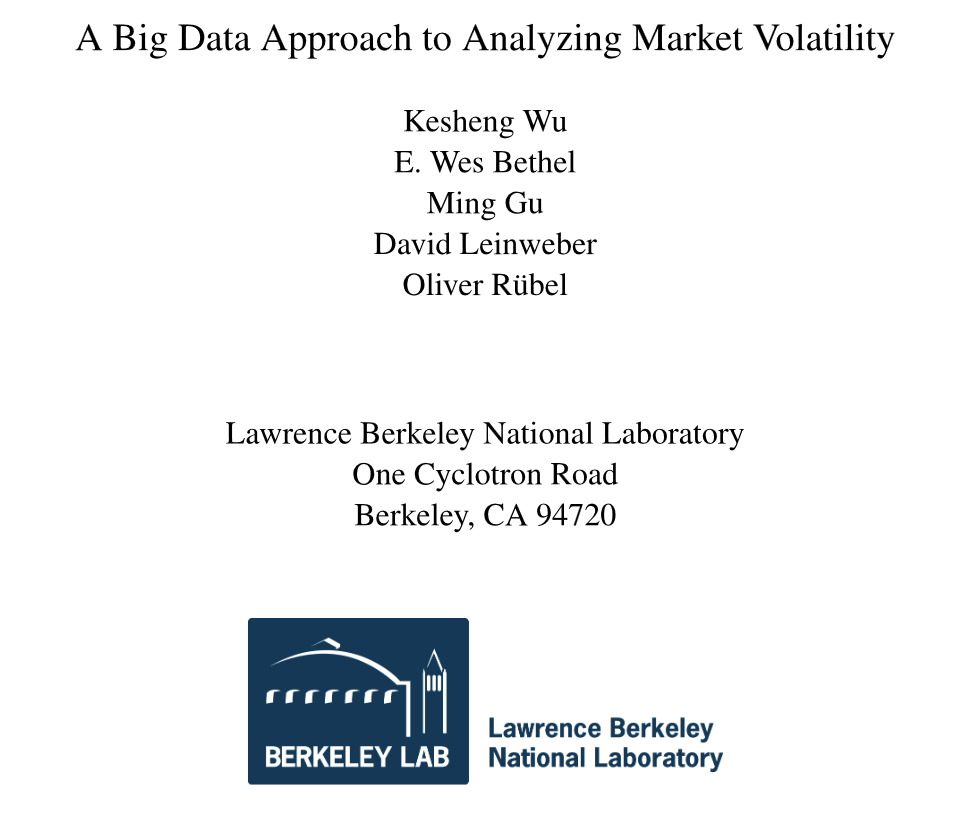 A Big Data Approach to Analyzing Market Volatility
Kesheng Wu
E. Wes Bethel
Ming Gu
David Leinweber
Oliver Rübel
Lawrence Berkeley National Laboratory
One Cyclotron Road
Berkeley, CA 94720
BERKELEY LAB
Lawrence Berkeley
National Laboratory